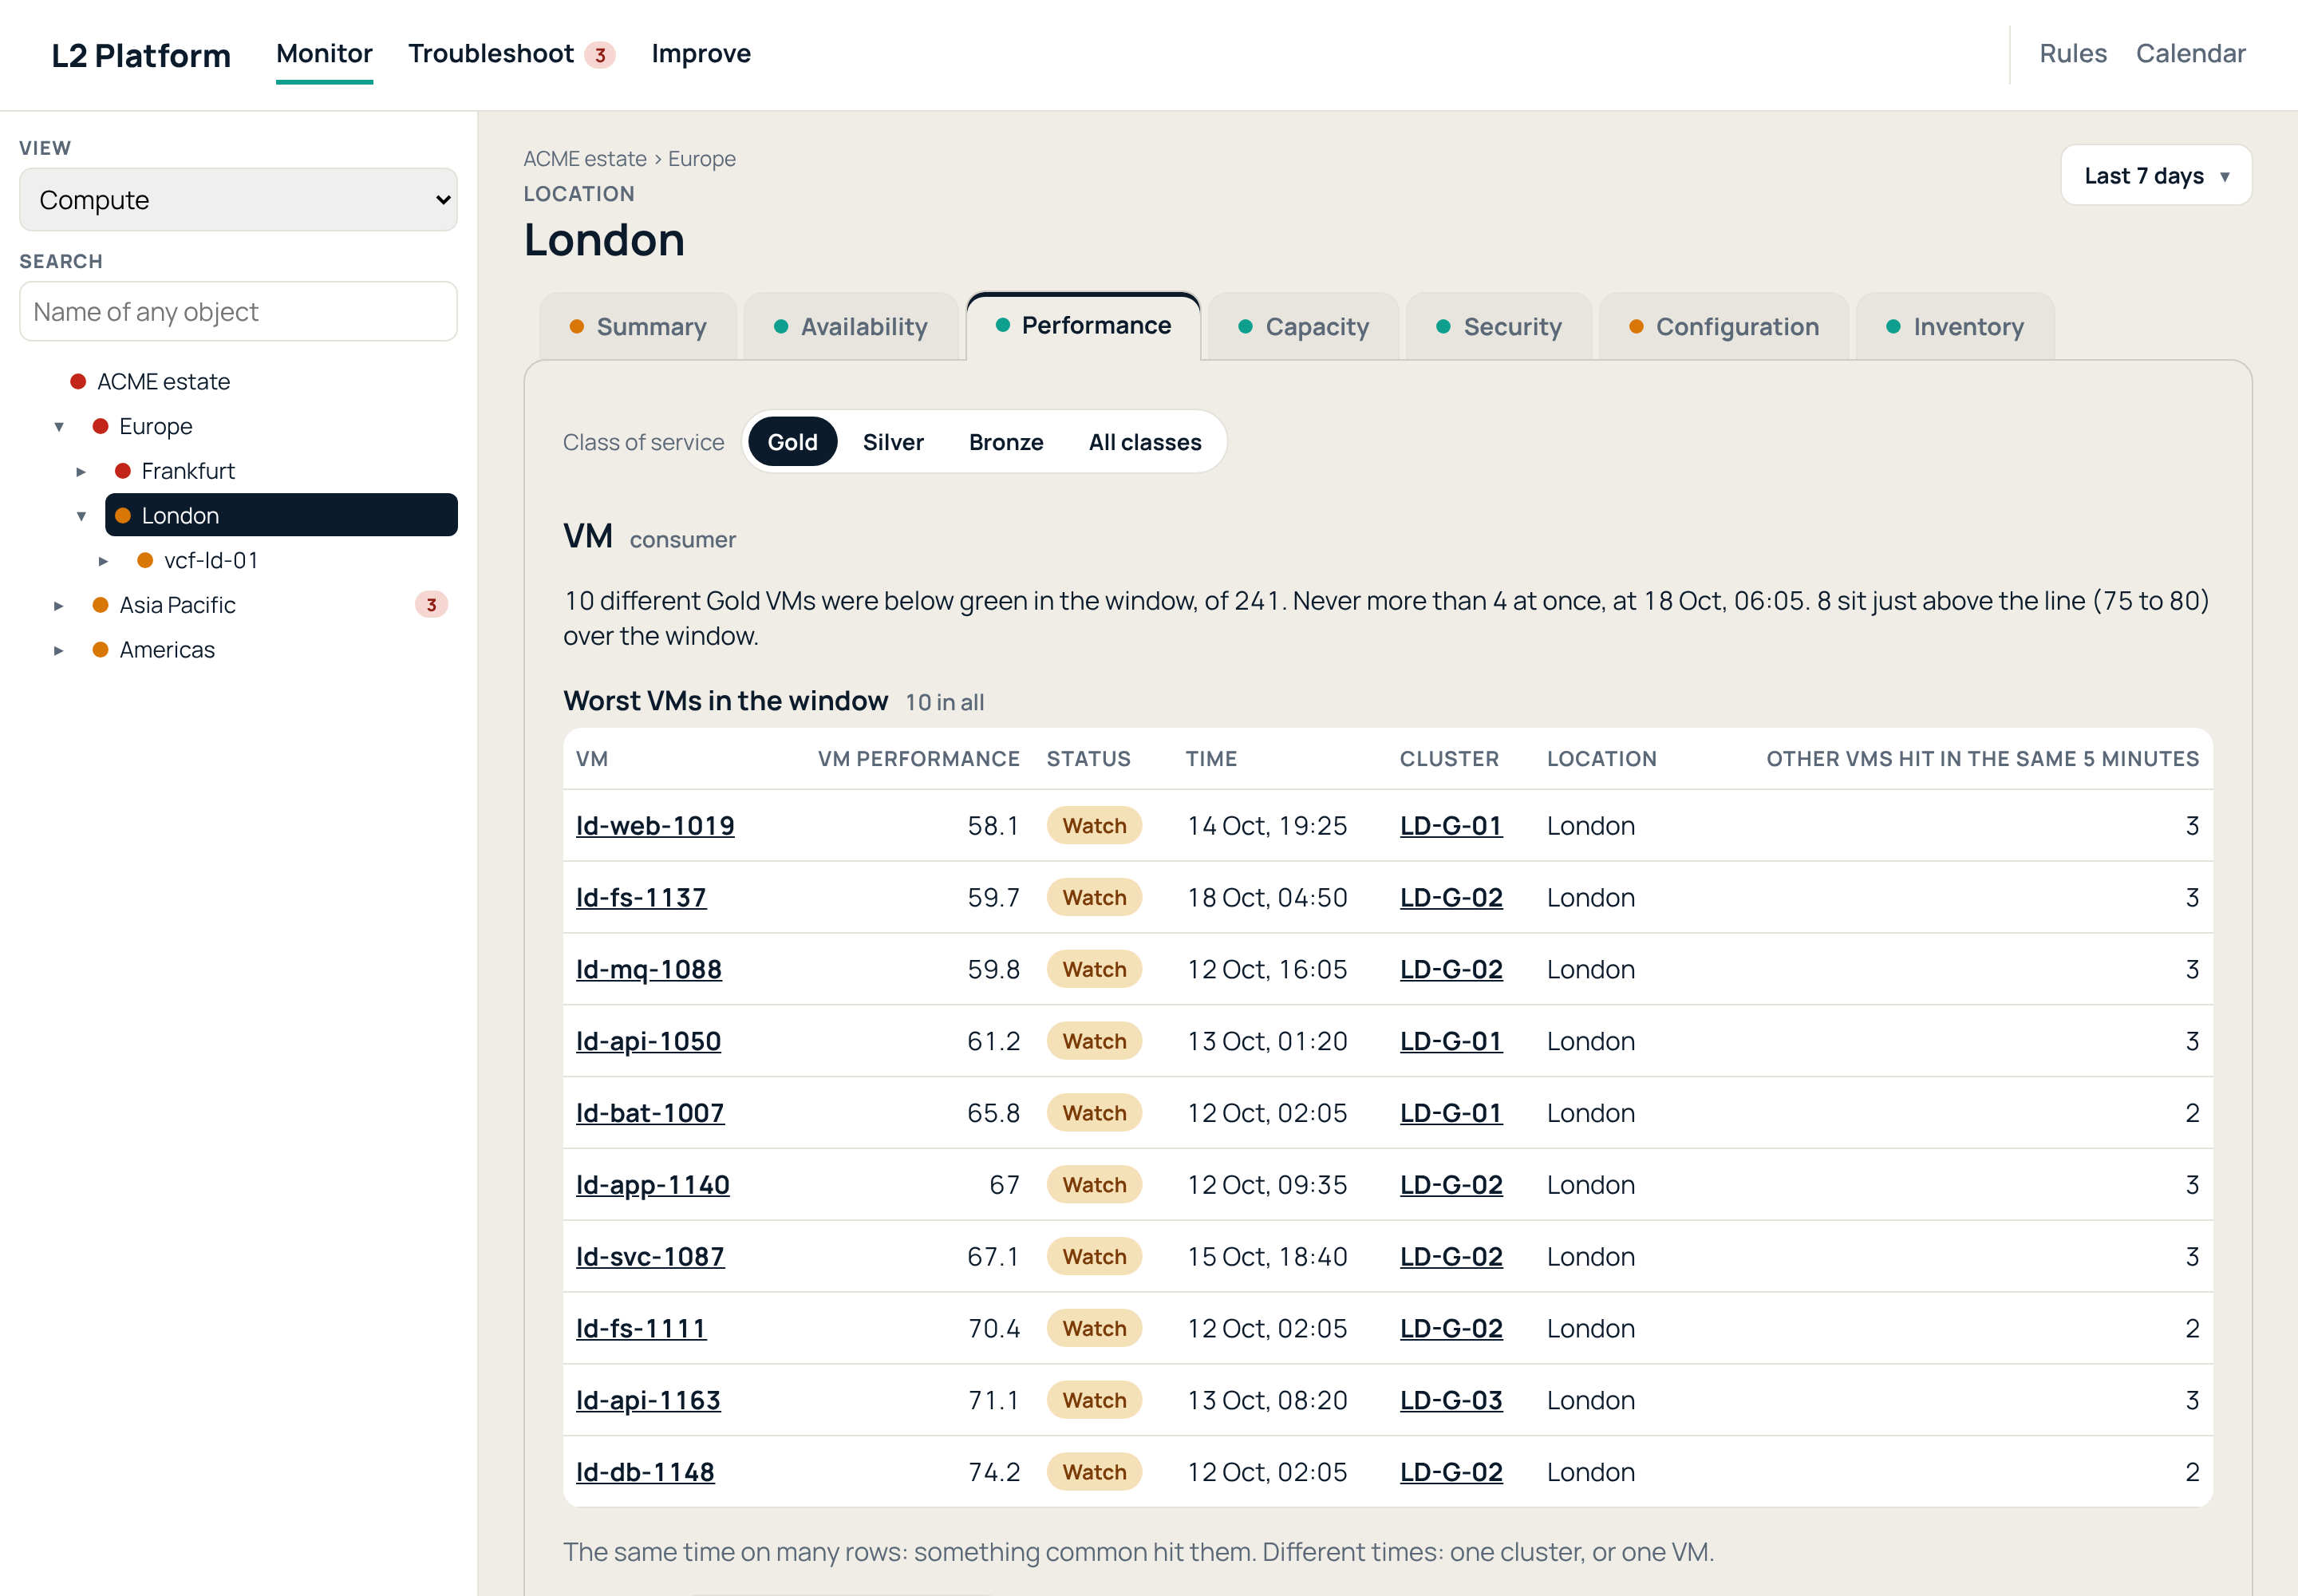 L2 Platform Monitor Troubleshoot 3 Improve Rules Calendar
VIEW
Compute
SEARCH
Name of any object
ACME estate
Europe
Frankfurt
London
vcf-ld-01
Asia Pacific 3
Americas
ACME estate › Europe
LOCATION
London
Last 7 days
Summary Availability Performance Capacity Security Configuration Inventory
Class of service Gold Silver Bronze All classes
VM consumer
10 different Gold VMs were below green in the window, of 241. Never more than 4 at once, at 18 Oct, 06:05. 8 sit just above the line (75 to 80)
over the window.
Worst VMs in the window 10 in all
VM VM PERFORMANCE STATUS TIME CLUSTER LOCATION OTHER VMS HIT IN THE SAME 5 MINUTES
ld-web-1019 58.1 Watch 14 Oct, 19:25 LD-G-01 London 3
ld-fs-1137 59.7 Watch 18 Oct, 04:50 LD-G-02 London 3
ld-mq-1088 59.8 Watch 12 Oct, 16:05 LD-G-02 London 3
ld-api-1050 61.2 Watch 13 Oct, 01:20 LD-G-01 London 3
ld-bat-1007 65.8 Watch 12 Oct, 02:05 LD-G-01 London 2
ld-app-1140 67 Watch 12 Oct, 09:35 LD-G-02 London 3
ld-svc-1087 67.1 Watch 15 Oct, 18:40 LD-G-02 London 3
ld-fs-1111 70.4 Watch 12 Oct, 02:05 LD-G-02 London 2
ld-api-1163 71.1 Watch 13 Oct, 08:20 LD-G-03 London 3
ld-db-1148 74.2 Watch 12 Oct, 02:05 LD-G-02 London 2
The same time on many rows: something common hit them. Different times: one cluster, or one VM.